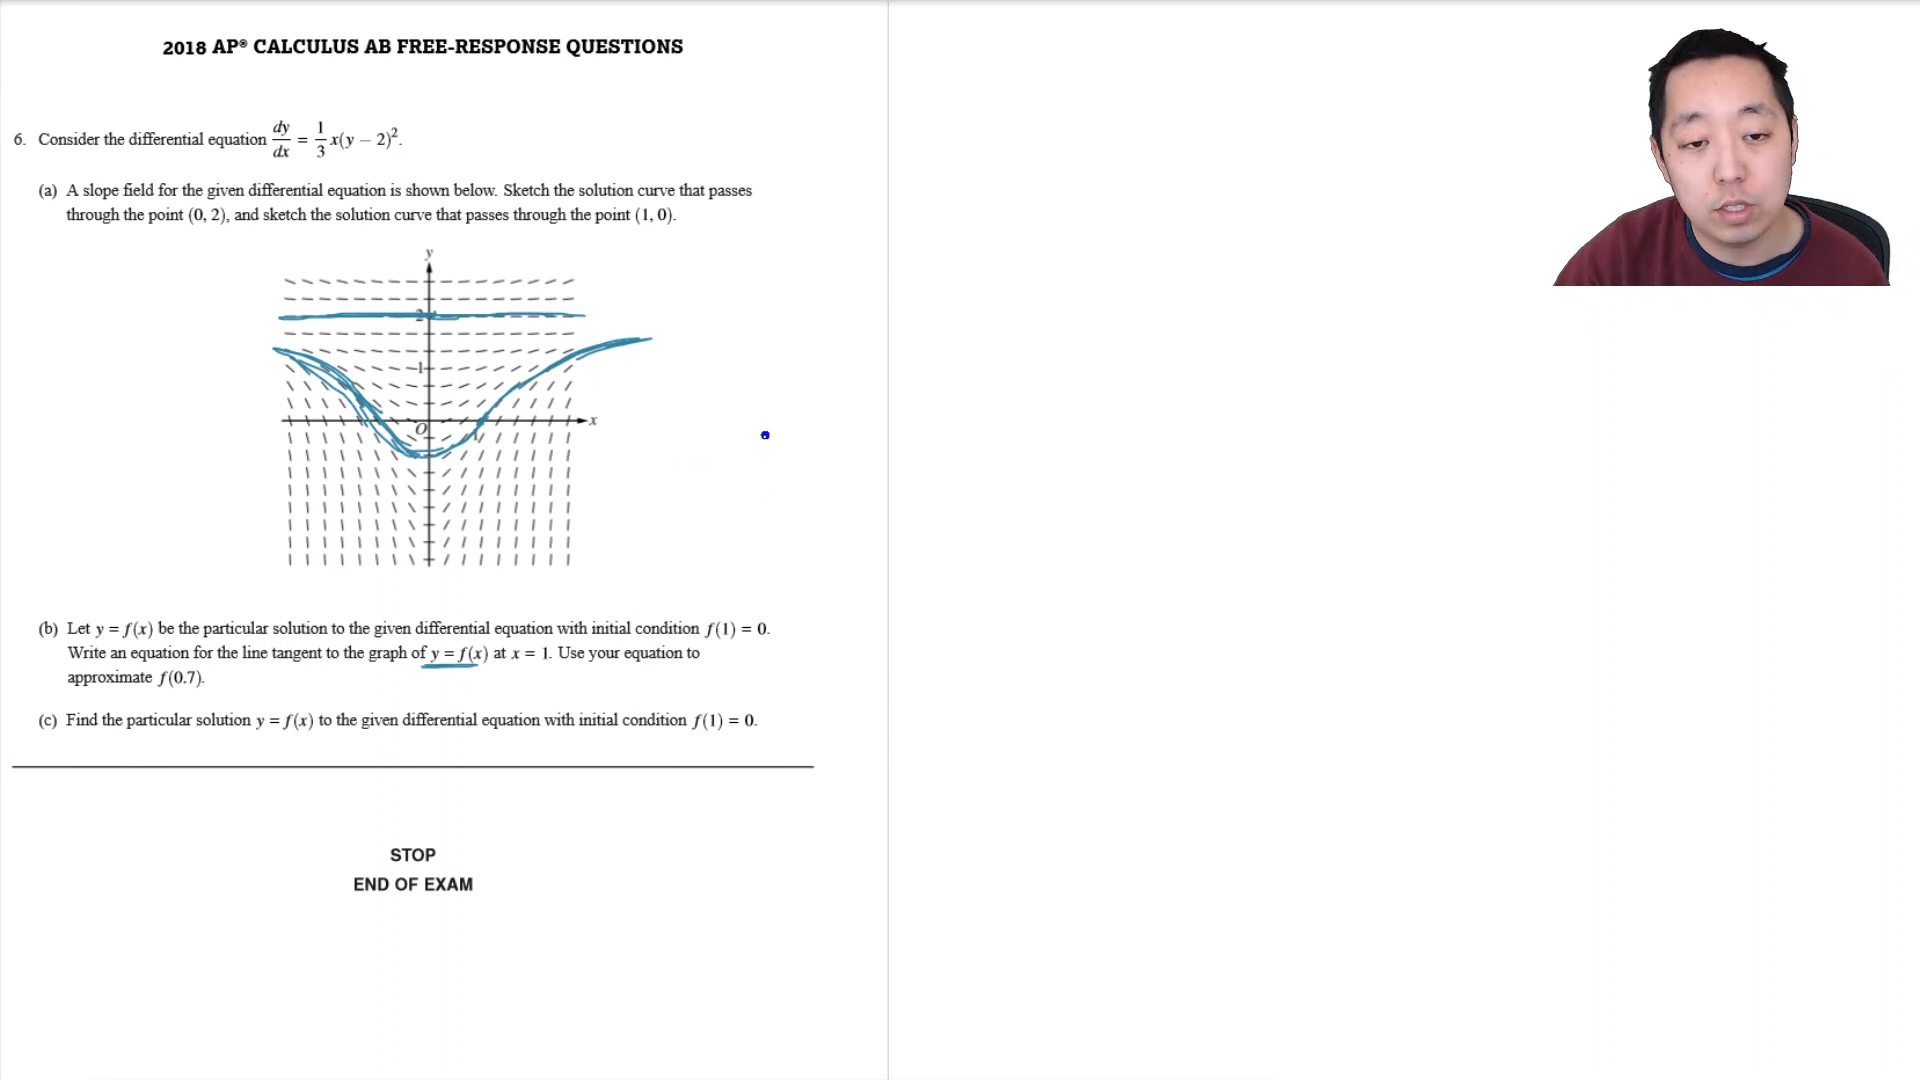 2018 AP® CALCULUS AB FREE-RESPONSE QUESTIONS
6. Consider the differential equation dy/dx = 1/3 x(y − 2)².
(a) A slope field for the given differential equation is shown below. Sketch the solution curve that passes
through the point (0, 2), and sketch the solution curve that passes through the point (1, 0).
y
2
1
O
1
x
(b) Let y = f(x) be the particular solution to the given differential equation with initial condition f(1) = 0.
Write an equation for the line tangent to the graph of y = f(x) at x = 1. Use your equation to
approximate f(0.7).
(c) Find the particular solution y = f(x) to the given differential equation with initial condition f(1) = 0.
STOP
END OF EXAM